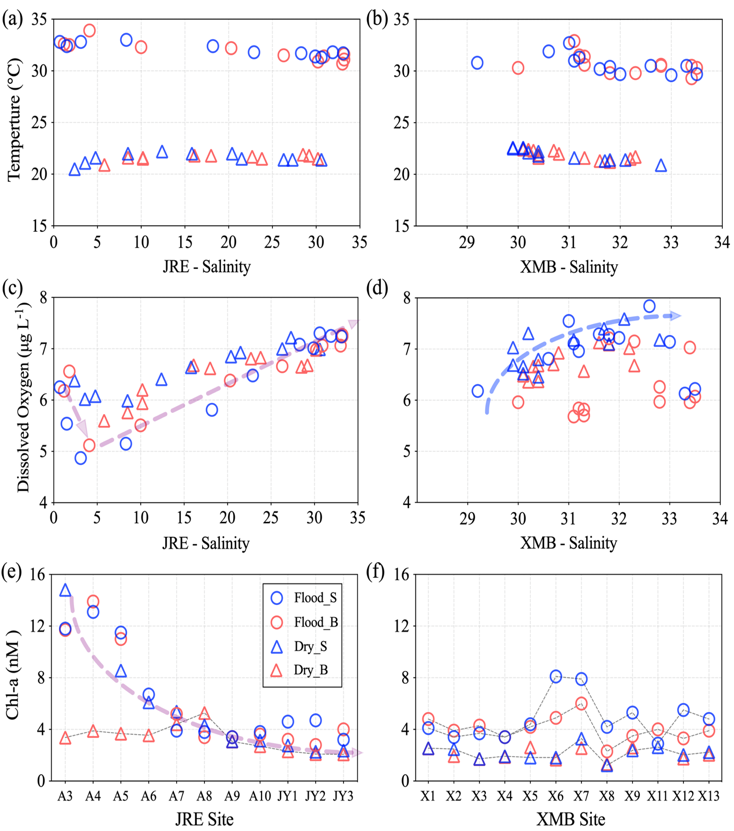 (a)
(b)
35
30
25
20
15
0 5 10 15 20 25 30 35
JRE - Salinity
Temperture (°C)
35
30
25
20
15
29 30 31 32 33 34
XMB - Salinity
(c)
(d)
8
7
6
5
4
0 5 10 15 20 25 30 35
JRE - Salinity
Dissolved Oxygen (µg L-1)
8
7
6
5
4
29 30 31 32 33 34
XMB - Salinity
(e)
(f)
16
12
8
4
0
Flood_S
Flood_B
Dry_S
Dry_B
A3 A4 A5 A6 A7 A8 A9 A10 JY1 JY2 JY3
JRE Site
Chl-a (nM)
16
12
8
4
0
X1 X2 X3 X4 X5 X6 X7 X8 X9 X11 X12 X13
XMB Site